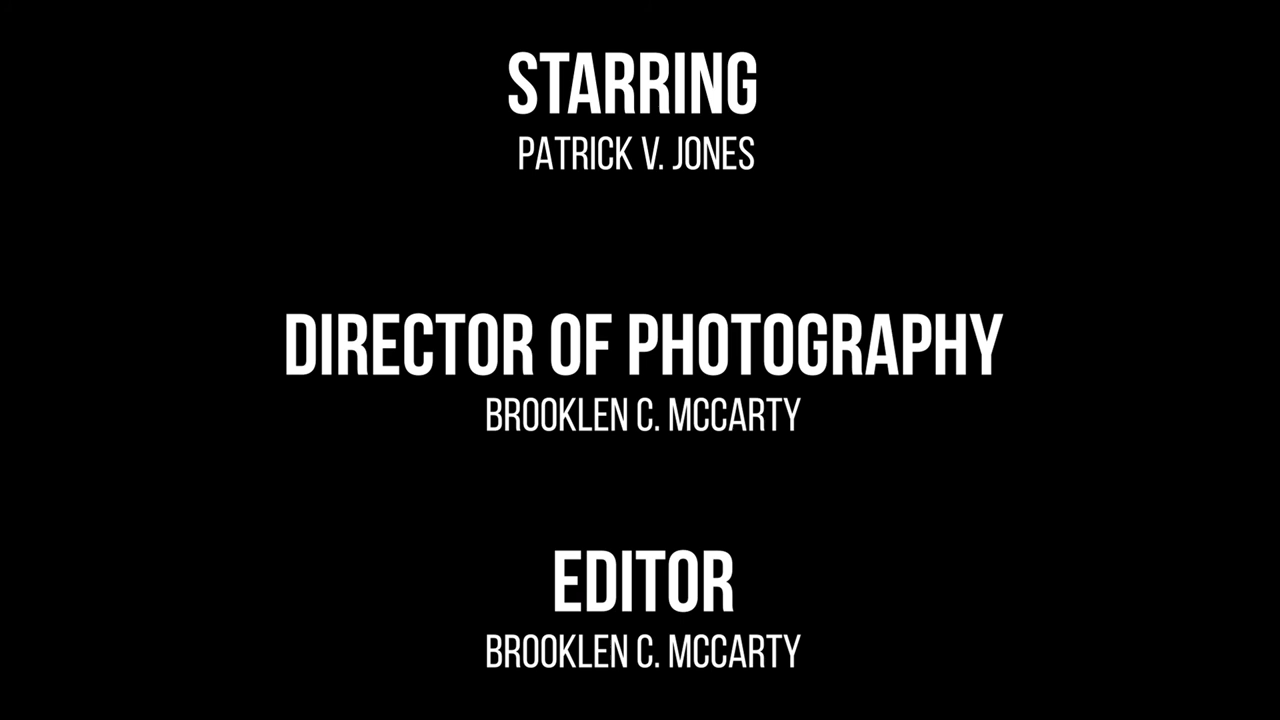 STARRING
PATRICK V. JONES
DIRECTOR OF PHOTOGRAPHY
BROOKLEN C. MCCARTY
EDITOR
BROOKLEN C. MCCARTY